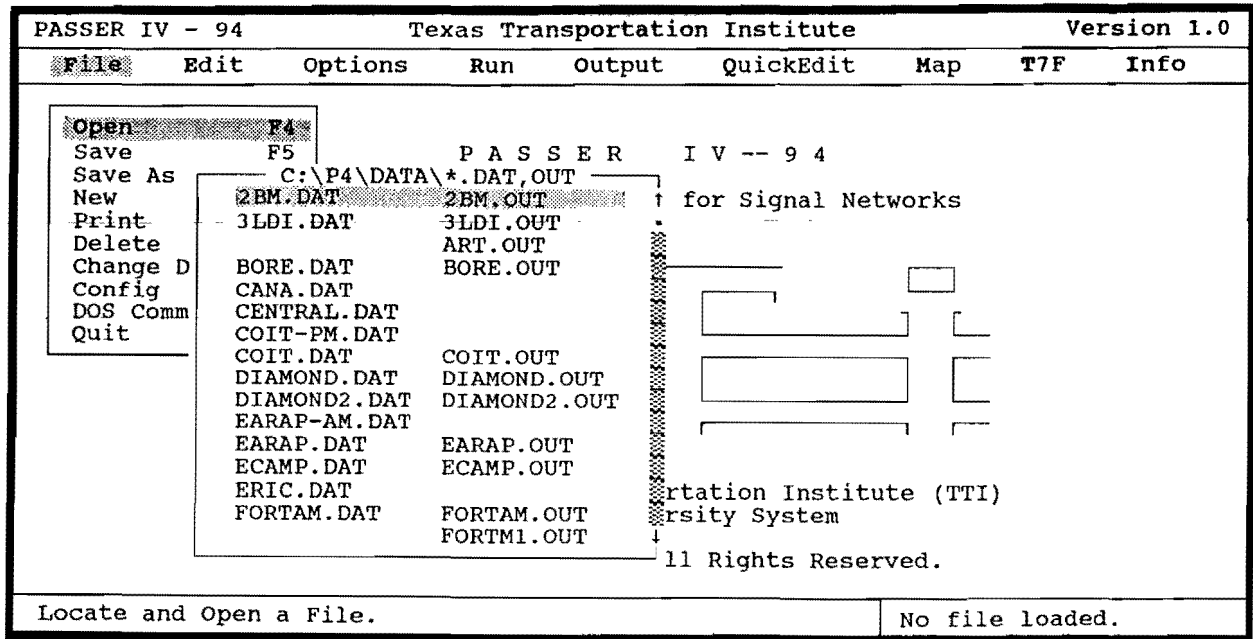 PASSER IV - 94 Texas Transportation Institute Version 1.0
File Edit Options Run Output QuickEdit Map T7F Info
Open F4
Save F5 P A S S E R I V -- 9 4
Save As C:\P4\DATA\*.DAT,OUT
New 2BM.DAT 2BM.OUT ↑ for Signal Networks
Print 3LDI.DAT 3LDI.OUT
Delete ART.OUT
Change D BORE.DAT BORE.OUT
Config CANA.DAT
DOS Comm CENTRAL.DAT
Quit COIT-PM.DAT
COIT.DAT COIT.OUT
DIAMOND.DAT DIAMOND.OUT
DIAMOND2.DAT DIAMOND2.OUT
EARAP-AM.DAT
EARAP.DAT EARAP.OUT
ECAMP.DAT ECAMP.OUT
ERIC.DAT rtation Institute (TTI)
FORTAM.DAT FORTAM.OUT rsity System
FORTM1.OUT ↓
ll Rights Reserved.
Locate and Open a File. No file loaded.